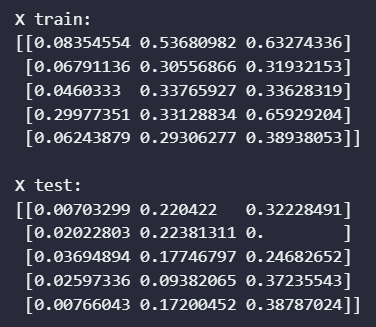 X train:
[[0.08354554 0.53680982 0.63274336]
 [0.06791136 0.30556866 0.31932153]
 [0.0460333  0.33765927 0.33628319]
 [0.29977351 0.33128834 0.65929204]
 [0.06243879 0.29306277 0.38938053]]
X test:
[[0.00703299 0.220422   0.32228491]
 [0.02022803 0.22381311 0.        ]
 [0.03694894 0.17746797 0.24682652]
 [0.02597336 0.09382065 0.37235543]
 [0.00766043 0.17200452 0.38787024]]